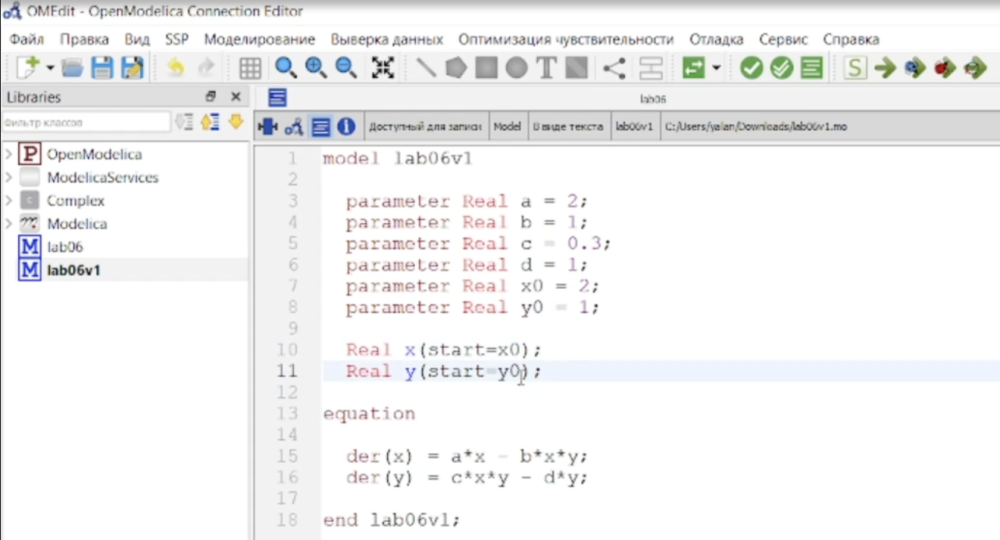 OMEdit - OpenModelica Connection Editor
Файл Правка Вид SSP Моделирование Выверка данных Оптимизация чувствительности Отладка Сервис Справка
T
S
Libraries
lab06
Фильтр классов
Доступный для записи Model В виде текста lab06v1 C:/Users/yalan/Downloads/lab06v1.mo
P OpenModelica
ModelicaServices
C Complex
Modelica
M lab06
M lab06v1
1 model lab06v1
2
3 parameter Real a = 2;
4 parameter Real b = 1;
5 parameter Real c = 0.3;
6 parameter Real d = 1;
7 parameter Real x0 = 2;
8 parameter Real y0 = 1;
9
10 Real x(start=x0);
11 Real y(start=y0);
12
13 equation
14
15 der(x) = a*x - b*x*y;
16 der(y) = c*x*y - d*y;
17
18 end lab06v1;